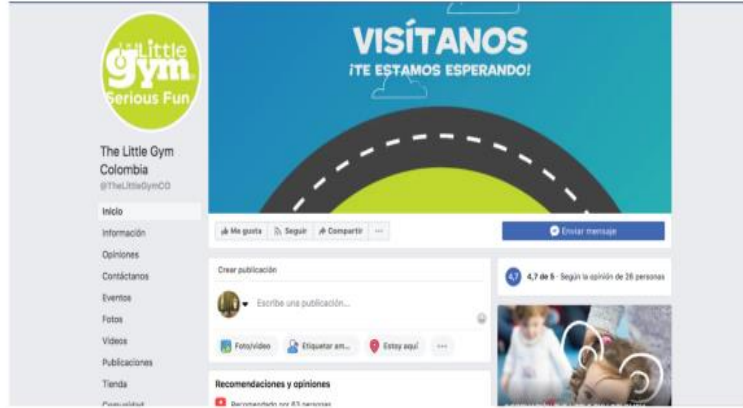 the Little
gym
Serious Fun
VISÍTANOS
¡TE ESTAMOS ESPERANDO!
The Little Gym
Colombia
@TheLittleGymCO
Inicio
Información
Opiniones
Contáctanos
Eventos
Fotos
Videos
Publicaciones
Tienda
Comunidad
Me gusta
Seguir
Compartir
Enviar mensaje
Crear publicación
Escribe una publicación...
Foto/video
Etiquetar am...
Estoy aquí
Recomendaciones y opiniones
Recomendado por 63 personas
4,7
4,7 de 5 · Según la opinión de 26 personas